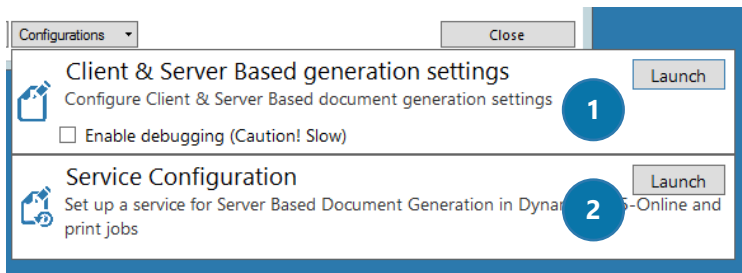 Configurations
Close
Client & Server Based generation settings
Launch
Configure Client & Server Based document generation settings
1
Enable debugging (Caution! Slow)
Service Configuration
Launch
Set up a service for Server Based Document Generation in 5-Online and
2
print jobs